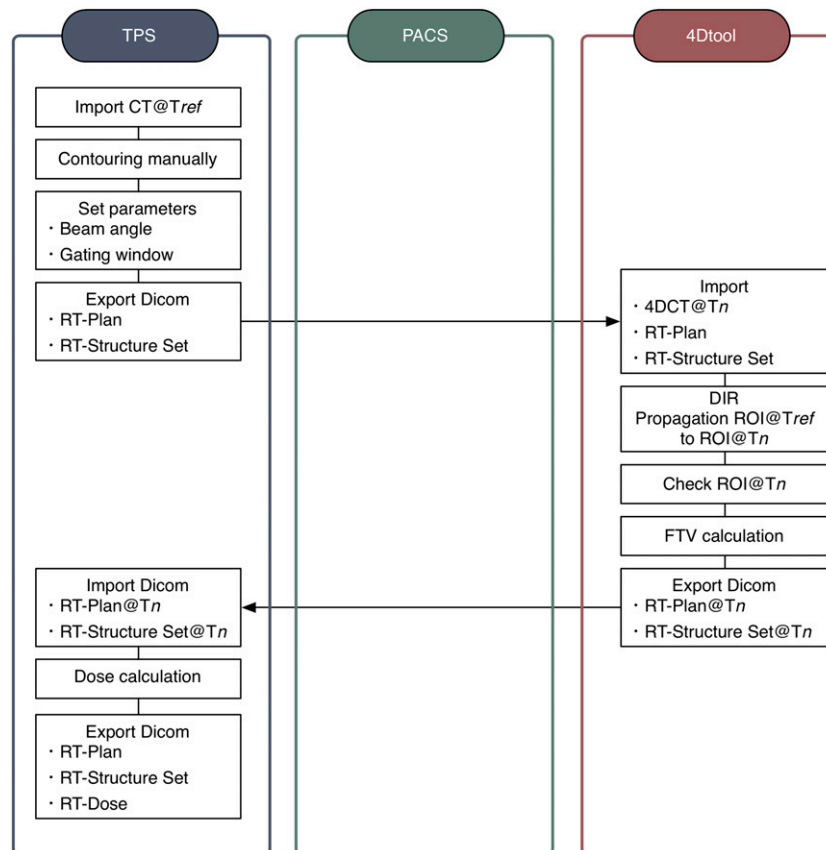 TPS
PACS
4Dtool
Import CT@Tref
Contouring manually
Set parameters
・Beam angle
・Gating window
Export Dicom
・RT-Plan
・RT-Structure Set
Import
・4DCT@Tn
・RT-Plan
・RT-Structure Set
DIR
Propagation ROI@Tref
to ROI@Tn
Check ROI@Tn
FTV calculation
Export Dicom
・RT-Plan@Tn
・RT-Structure Set@Tn
Import Dicom
・RT-Plan@Tn
・RT-Structure Set@Tn
Dose calculation
Export Dicom
・RT-Plan
・RT-Structure Set
・RT-Dose